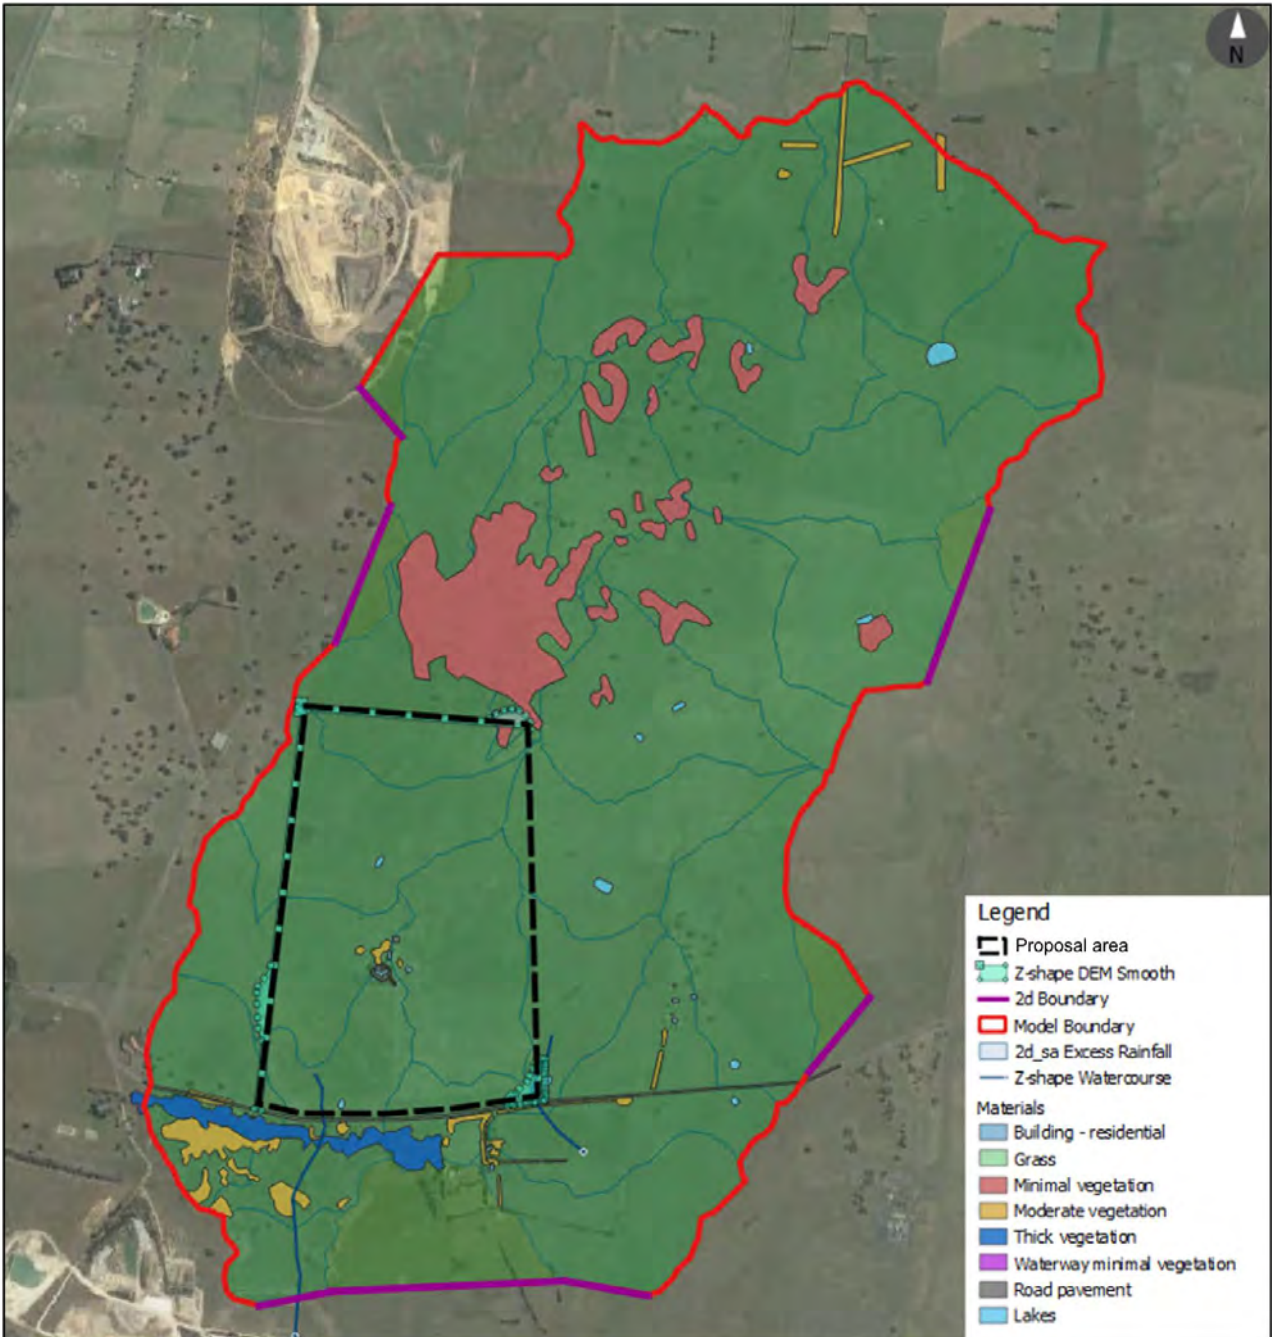 N
Legend
Proposal area
Z-shape DEM Smooth
2d Boundary
Model Boundary
2d_sa Excess Rainfall
Z-shape Watercourse
Materials
Building - residential
Grass
Minimal vegetation
Moderate vegetation
Thick vegetation
Waterway minimal vegetation
Road pavement
Lakes